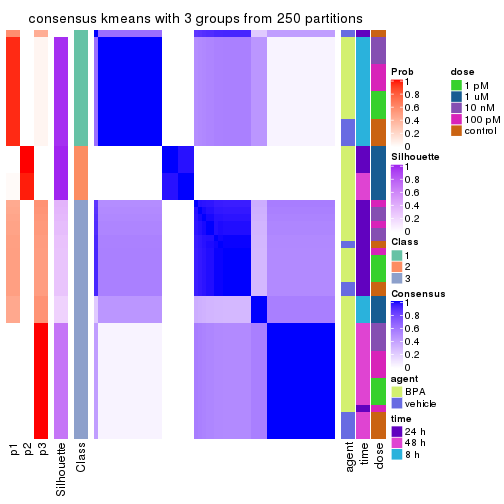 consensus kmeans with 3 groups from 250 partitions
Prob
1
0.8
0.6
0.4
0.2
0
Silhouette
1
0.8
0.6
0.4
0.2
0
Class
1
2
3
Consensus
1
0.8
0.6
0.4
0.2
0
agent
BPA
vehicle
time
24 h
48 h
8 h
dose
1 pM
1 uM
10 nM
100 pM
control
p1
p2
p3
Silhouette
Class
agent
time
dose